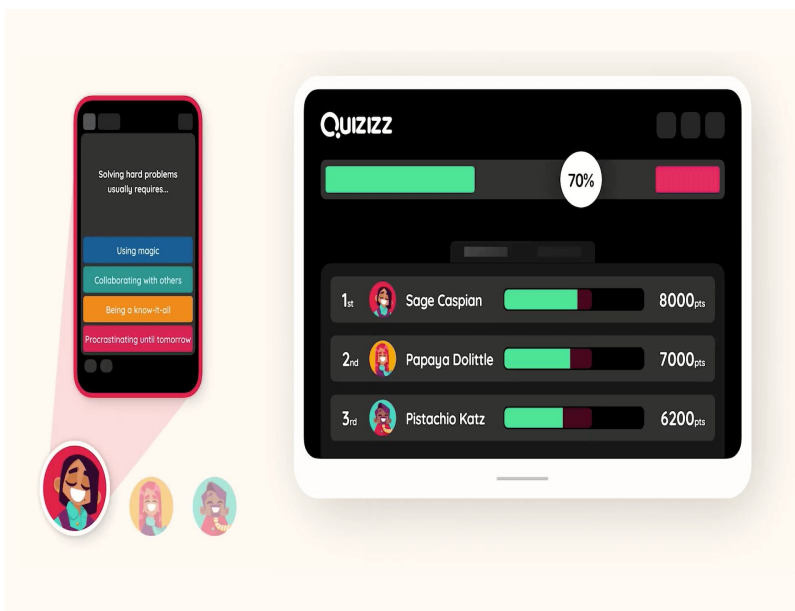 Solving hard problems
usually requires...
Using magic
Collaborating with others
Being a know-it-all
Procrastinating until tomorrow
Quizizz
70%
1st Sage Caspian 8000pts
2nd Papaya Dolittle 7000pts
3rd Pistachio Katz 6200pts